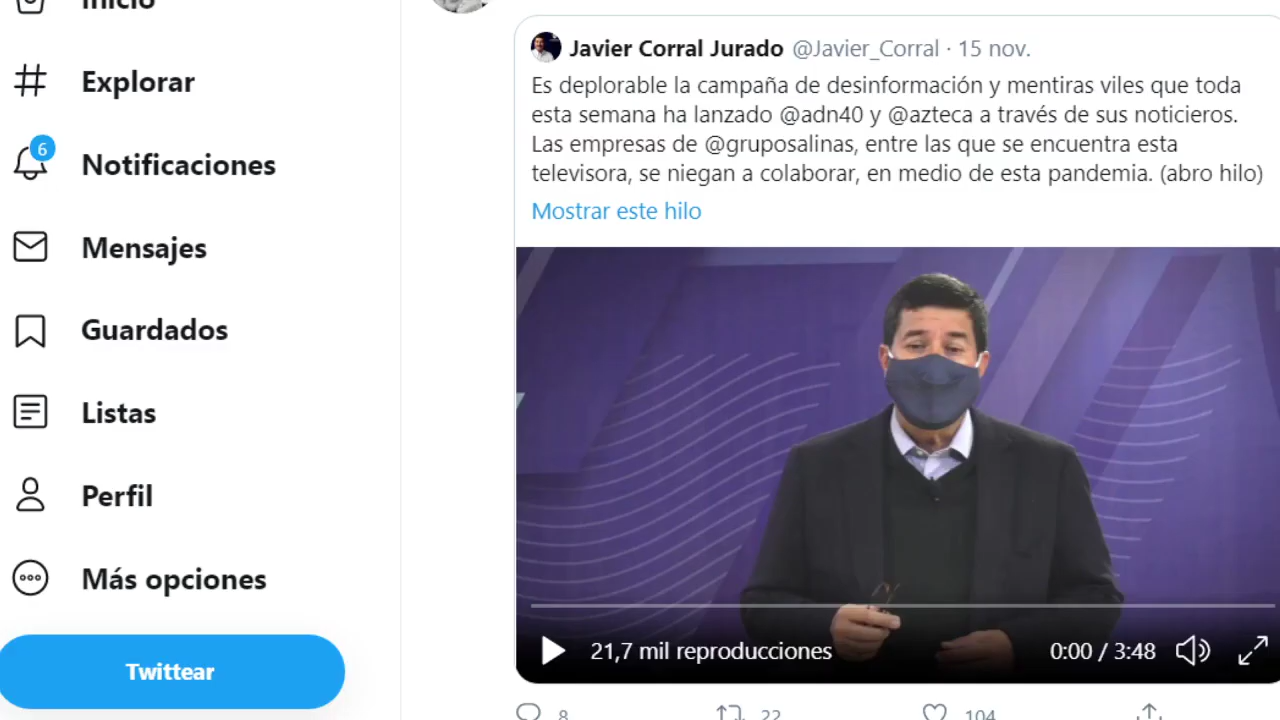 Inicio
Explorar
6
Notificaciones
Mensajes
Guardados
Listas
Perfil
Más opciones
Twittear
Javier Corral Jurado @Javier_Corral · 15 nov.
Es deplorable la campaña de desinformación y mentiras viles que toda
esta semana ha lanzado @adn40 y @azteca a través de sus noticieros.
Las empresas de @gruposalinas, entre las que se encuentra esta
televisora, se niegan a colaborar, en medio de esta pandemia. (abro hilo)
Mostrar este hilo
21,7 mil reproducciones
0:00 / 3:48
8
22
104